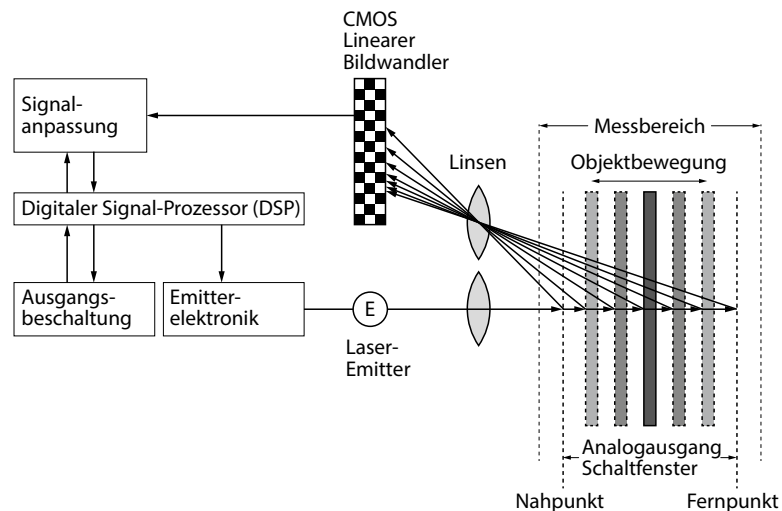 CMOS
Linearer
Bildwandler
Signal-
anpassung
Messbereich
Linsen
Objektbewegung
Digitaler Signal-Prozessor (DSP)
Ausgangs-
beschaltung
Emitter-
elektronik
E
Laser-
Emitter
Analogausgang
Schaltfenster
Nahpunkt
Fernpunkt